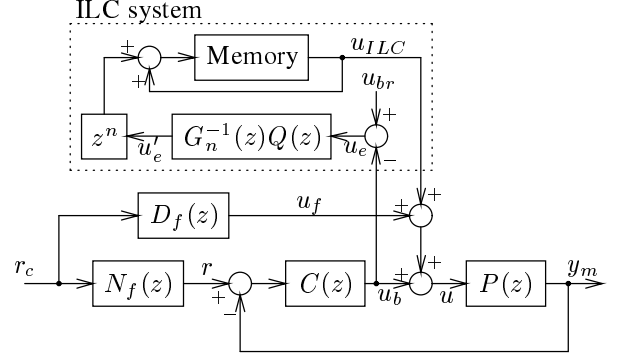 ILC system
+ Memory u_{ILC}
+ u_{br}
+
z^n u'_e G_n^{-1}(z)Q(z) u_e −
D_f(z) u_f + +
r_c N_f(z) r + C(z) u_b + + u P(z) y_m
−